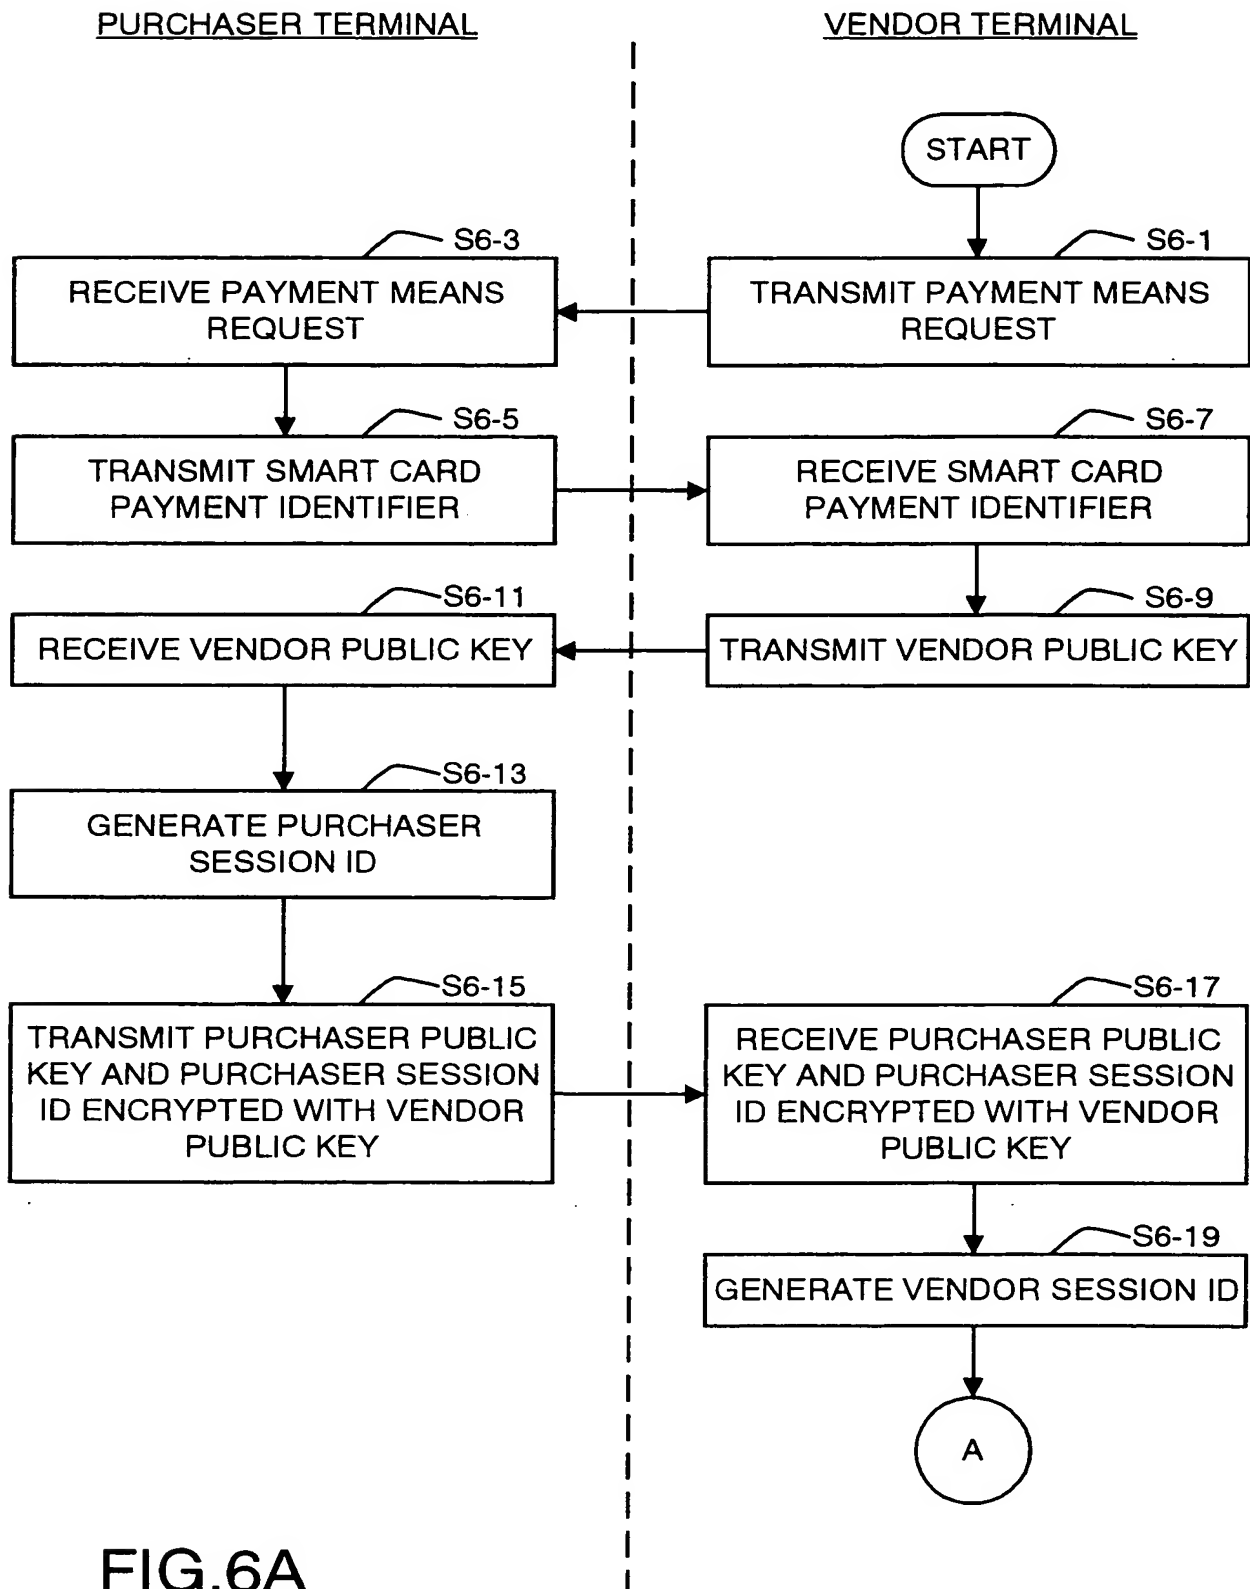 PURCHASER TERMINAL
VENDOR TERMINAL
START
S6-3
RECEIVE PAYMENT MEANS
REQUEST
S6-1
TRANSMIT PAYMENT MEANS
REQUEST
S6-5
TRANSMIT SMART CARD
PAYMENT IDENTIFIER
S6-7
RECEIVE SMART CARD
PAYMENT IDENTIFIER
S6-11
RECEIVE VENDOR PUBLIC KEY
S6-9
TRANSMIT VENDOR PUBLIC KEY
S6-13
GENERATE PURCHASER
SESSION ID
S6-15
TRANSMIT PURCHASER PUBLIC
KEY AND PURCHASER SESSION
ID ENCRYPTED WITH VENDOR
PUBLIC KEY
S6-17
RECEIVE PURCHASER PUBLIC
KEY AND PURCHASER SESSION
ID ENCRYPTED WITH VENDOR
PUBLIC KEY
S6-19
GENERATE VENDOR SESSION ID
A
FIG.6A